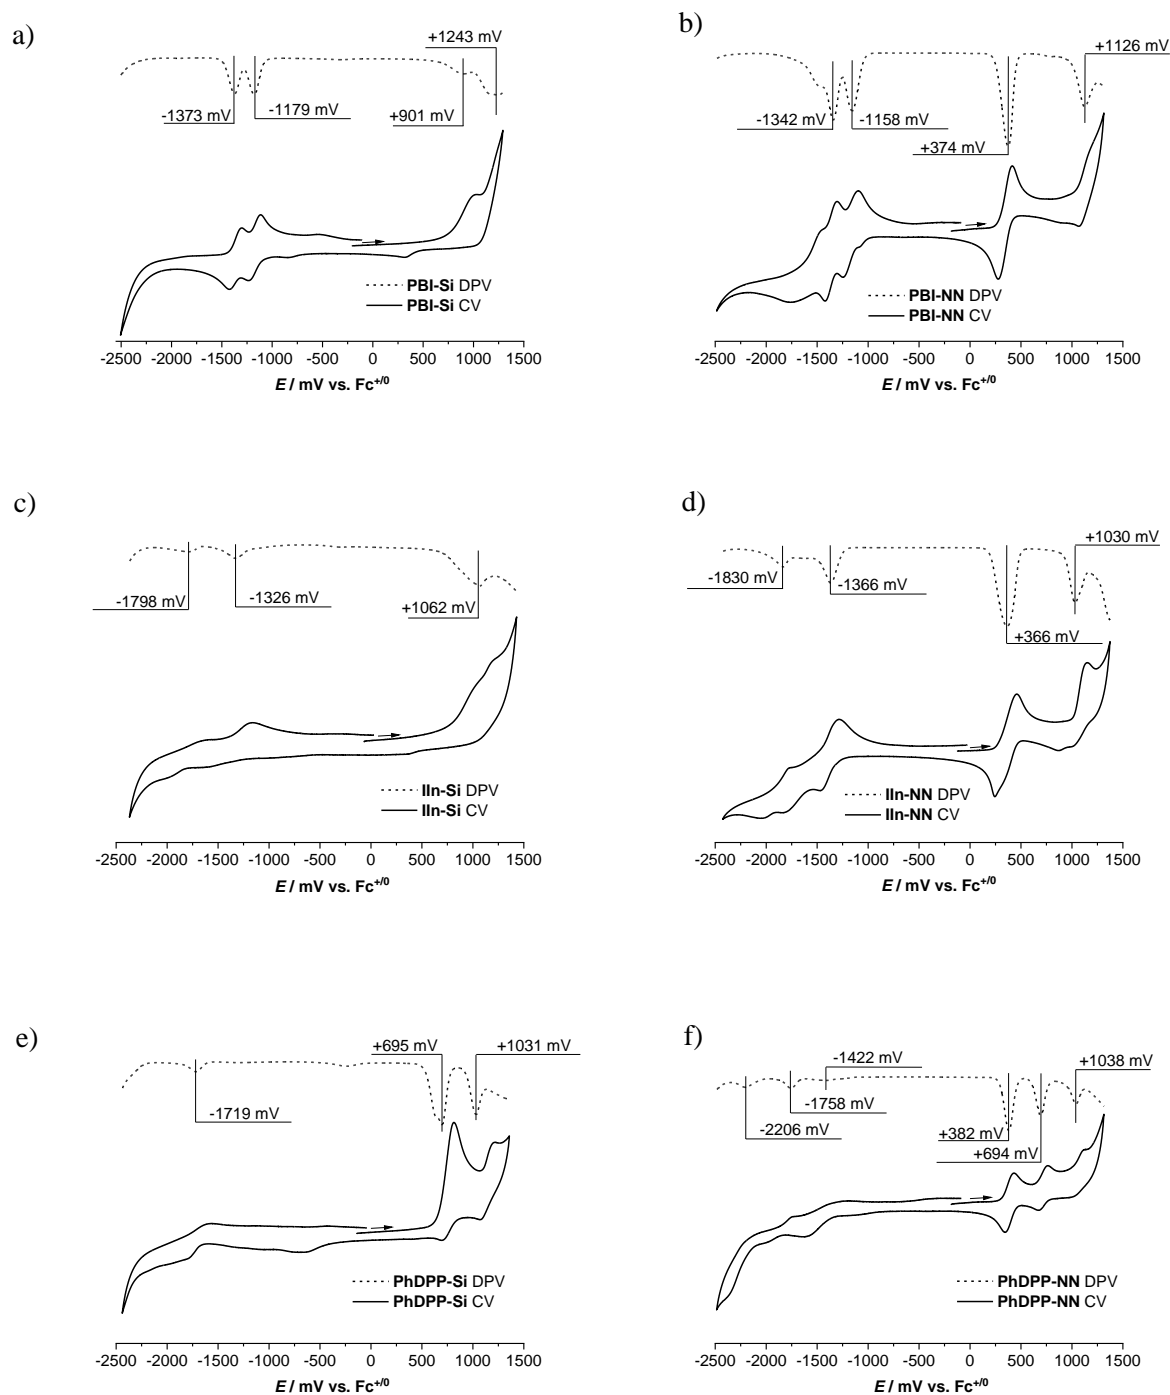 a)
+1243 mV
-1373 mV
-1179 mV
+901 mV
PBI-Si DPV
PBI-Si CV
-2500 -2000 -1500 -1000 -500 0 500 1000 1500
E / mV vs. Fc+/0
b)
+1126 mV
-1342 mV
-1158 mV
+374 mV
PBI-NN DPV
PBI-NN CV
-2500 -2000 -1500 -1000 -500 0 500 1000 1500
E / mV vs. Fc+/0
c)
-1798 mV
-1326 mV
+1062 mV
IIn-Si DPV
IIn-Si CV
-2500 -2000 -1500 -1000 -500 0 500 1000 1500
E / mV vs. Fc+/0
d)
+1030 mV
-1830 mV
-1366 mV
+366 mV
IIn-NN DPV
IIn-NN CV
-2500 -2000 -1500 -1000 -500 0 500 1000 1500
E / mV vs. Fc+/0
e)
+695 mV
+1031 mV
-1719 mV
PhDPP-Si DPV
PhDPP-Si CV
-2500 -2000 -1500 -1000 -500 0 500 1000 1500
E / mV vs. Fc+/0
f)
-1422 mV
+1038 mV
-1758 mV
-2206 mV
+382 mV
+694 mV
PhDPP-NN DPV
PhDPP-NN CV
-2500 -2000 -1500 -1000 -500 0 500 1000 1500
E / mV vs. Fc+/0